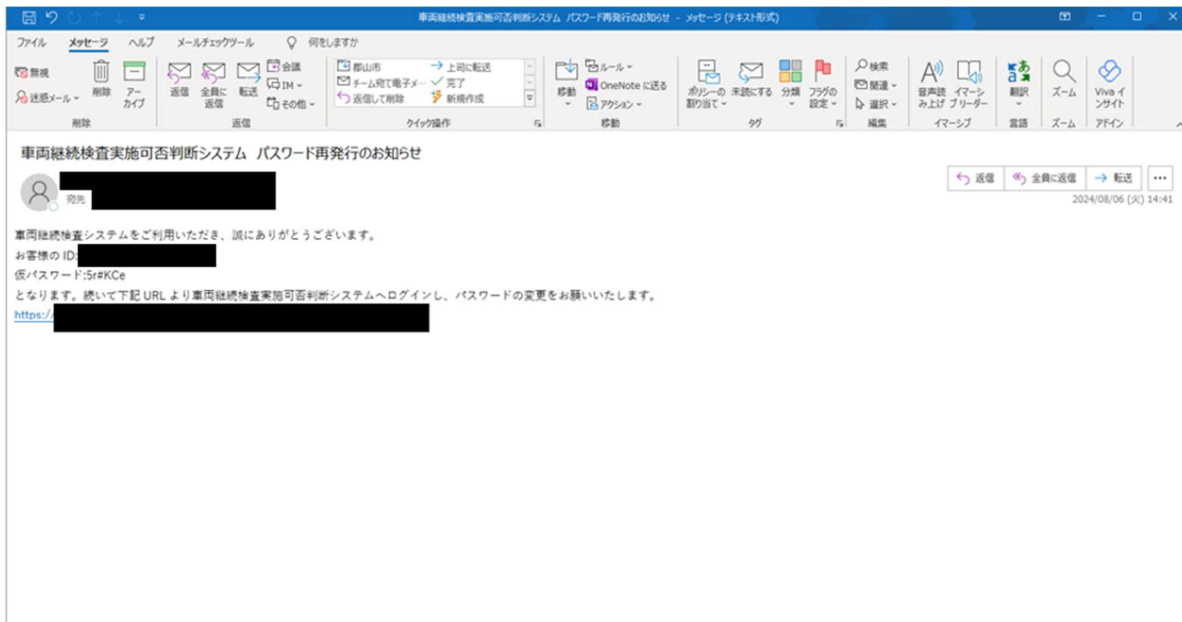 車両継続検査実施可否判断システム パスワード再発行のお知らせ - メッセージ (テキスト形式)
ファイル メッセージ ヘルプ メールチェックツール 何をしますか
無視
迷惑メール
削除
アーカイブ
返信
全員に返信
転送
会議
IM
その他
郡山市
チーム宛て電子メ…
返信して削除
上司に転送
完了
新規作成
移動
ルール
OneNote に送る
アクション
ポリシーの割り当て
未読にする
分類
フラグの設定
検索
関連
選択
音声読み上げ
イマーシブリーダー
翻訳
ズーム
Viva インサイト
削除 返信 クイック操作 移動 タグ 編集 イマーシブ 言語 ズーム アドイン
車両継続検査実施可否判断システム パスワード再発行のお知らせ
宛先
返信 全員に返信 転送
2024/08/06 (火) 14:41
車両継続検査システムをご利用いただき、誠にありがとうございます。
お客様の ID:
仮パスワード:5r#KCe
となります。続いて下記 URL より車両継続検査実施可否判断システムへログインし、パスワードの変更をお願いいたします。
https:/